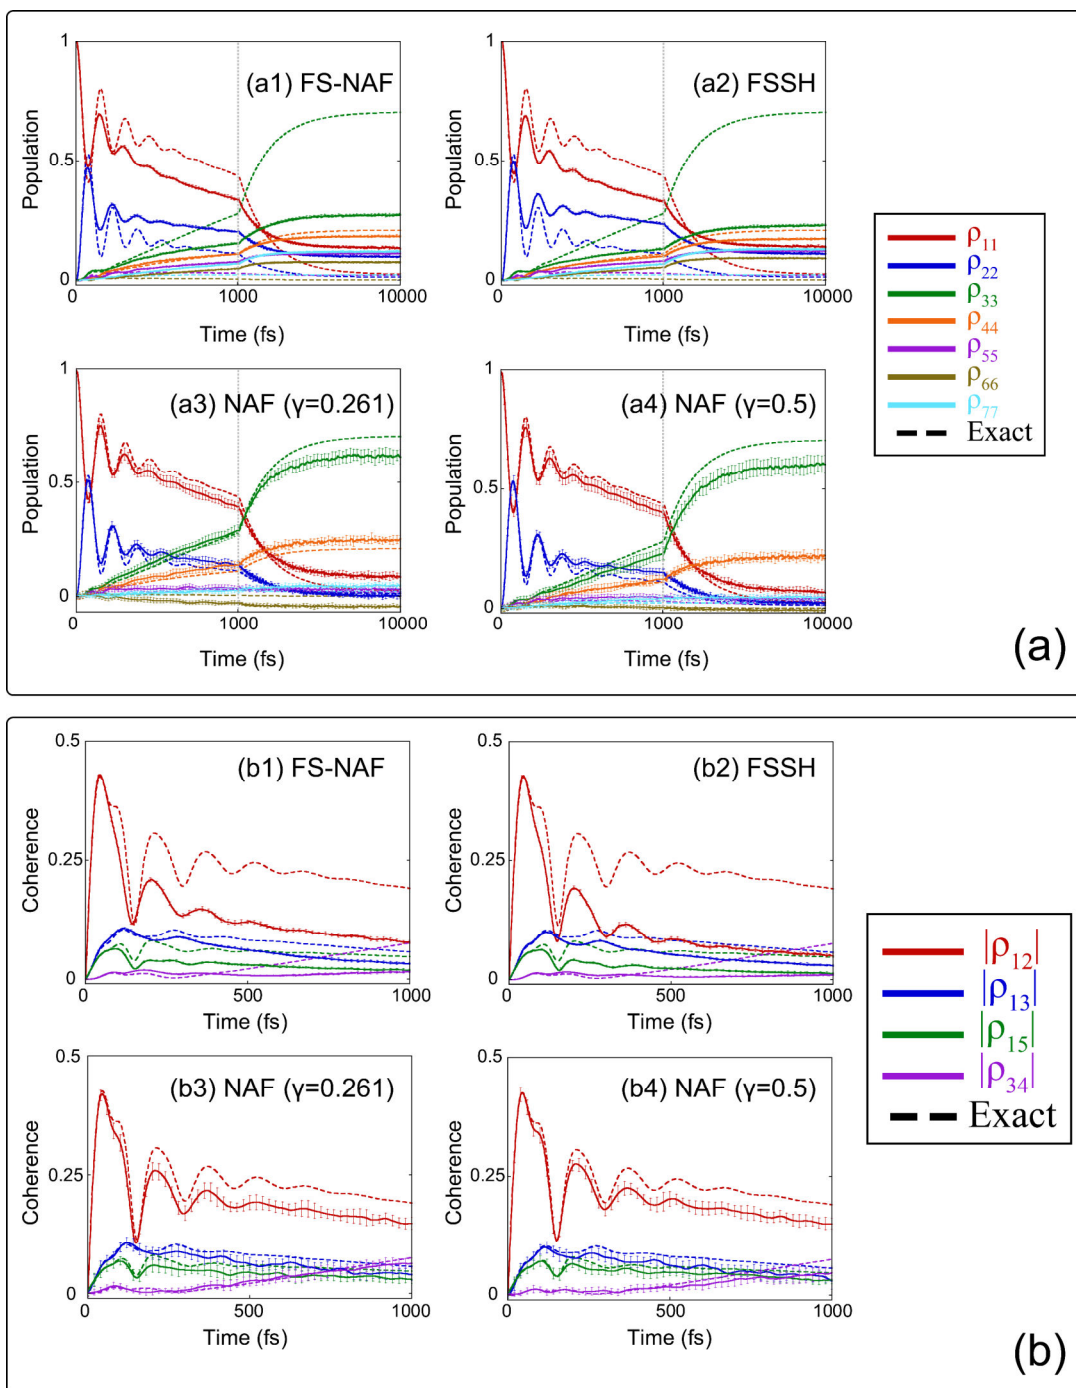 (a1) FS-NAF
Population
1
0.5
0
0
1000
10000
Time (fs)
(a2) FSSH
Population
1
0.5
0
0
1000
10000
Time (fs)
ρ11
ρ22
ρ33
ρ44
ρ55
ρ66
ρ77
Exact
(a3) NAF (γ=0.261)
Population
1
0.5
0
0
1000
10000
Time (fs)
(a4) NAF (γ=0.5)
Population
1
0.5
0
0
1000
10000
Time (fs)
(a)
(b1) FS-NAF
Coherence
0.5
0.25
0
0
500
1000
Time (fs)
(b2) FSSH
Coherence
0.5
0.25
0
0
500
1000
Time (fs)
|ρ12|
|ρ13|
|ρ15|
|ρ34|
Exact
(b3) NAF (γ=0.261)
Coherence
0.5
0.25
0
0
500
1000
Time (fs)
(b4) NAF (γ=0.5)
Coherence
0.5
0.25
0
0
500
1000
Time (fs)
(b)